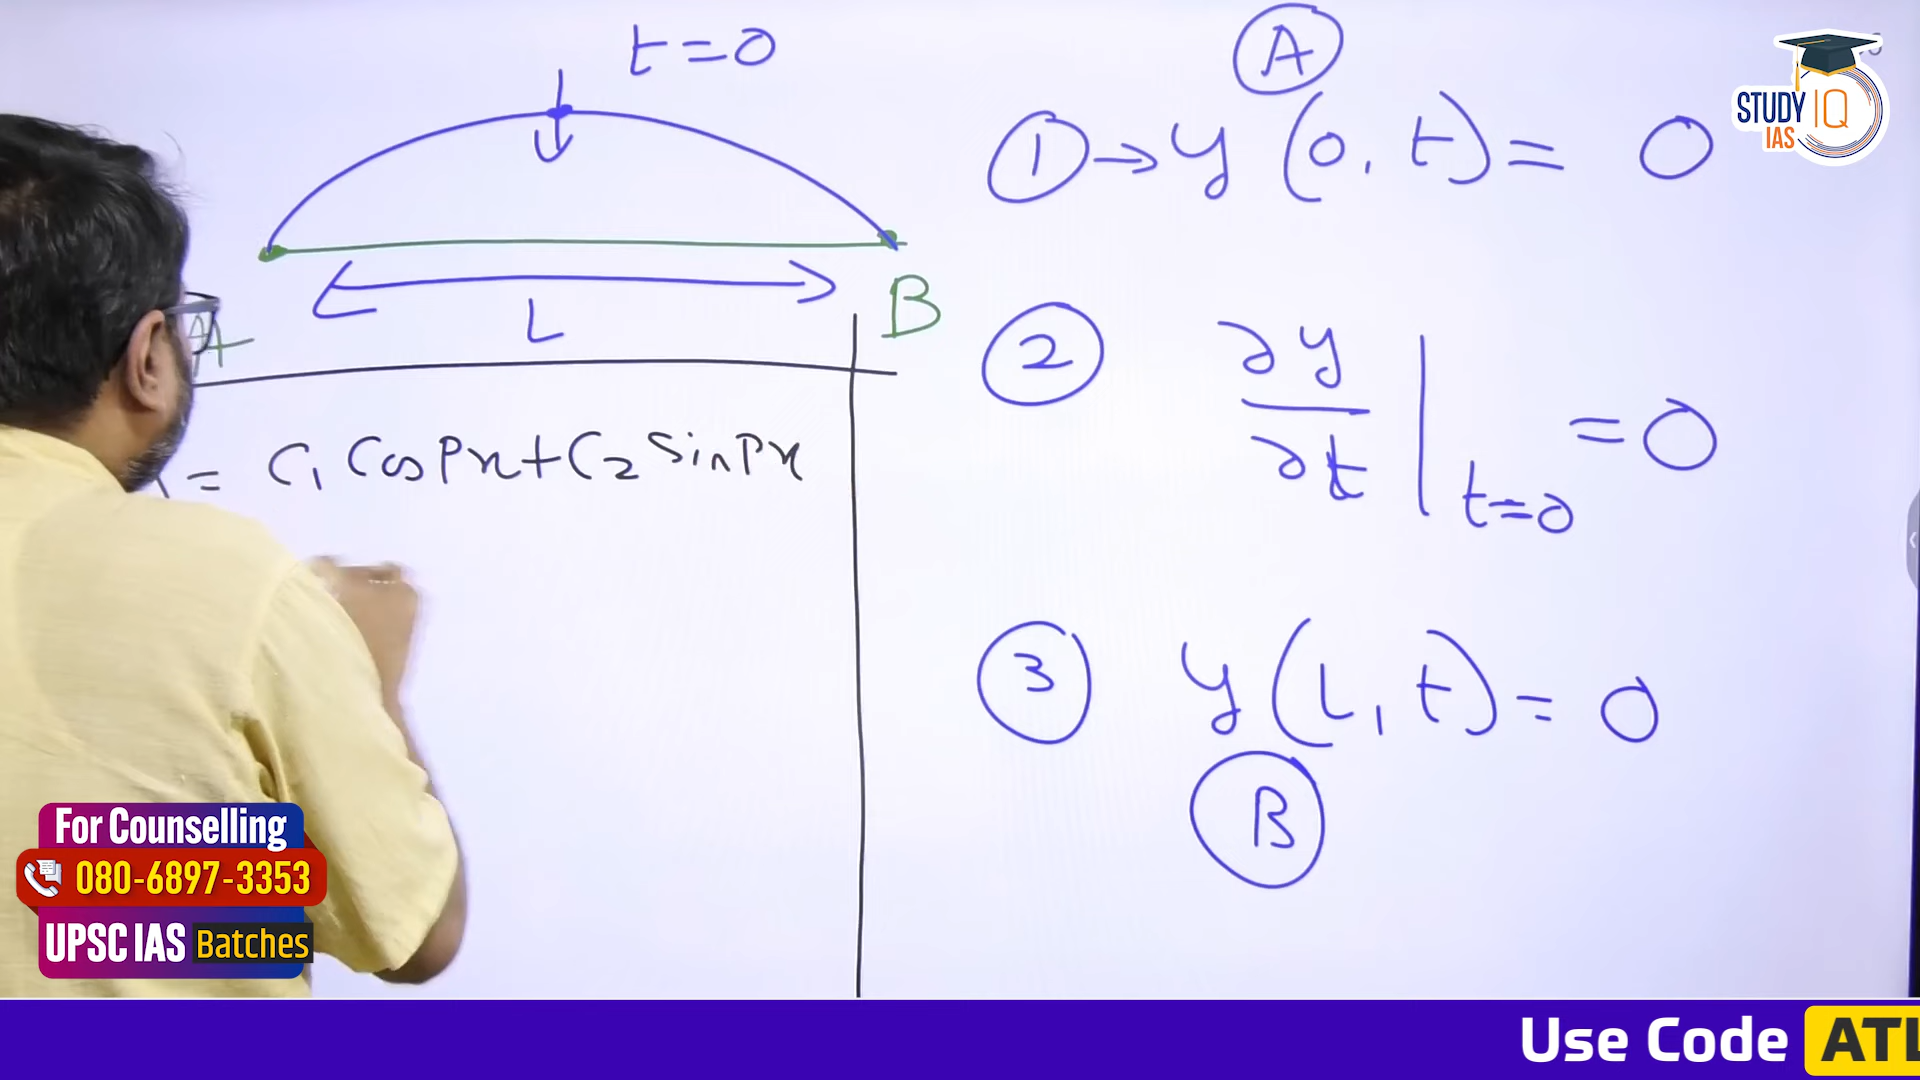 t=0
A
① → y (0, t) = 0
L
B
② ∂y/∂t | t=0 = 0
A
= C₁ Cos Px + C₂ Sin Px
③ y (L, t) = 0
B
STUDY IQ
IAS
For Counselling
080-6897-3353
UPSC IAS Batches
Use Code ATL